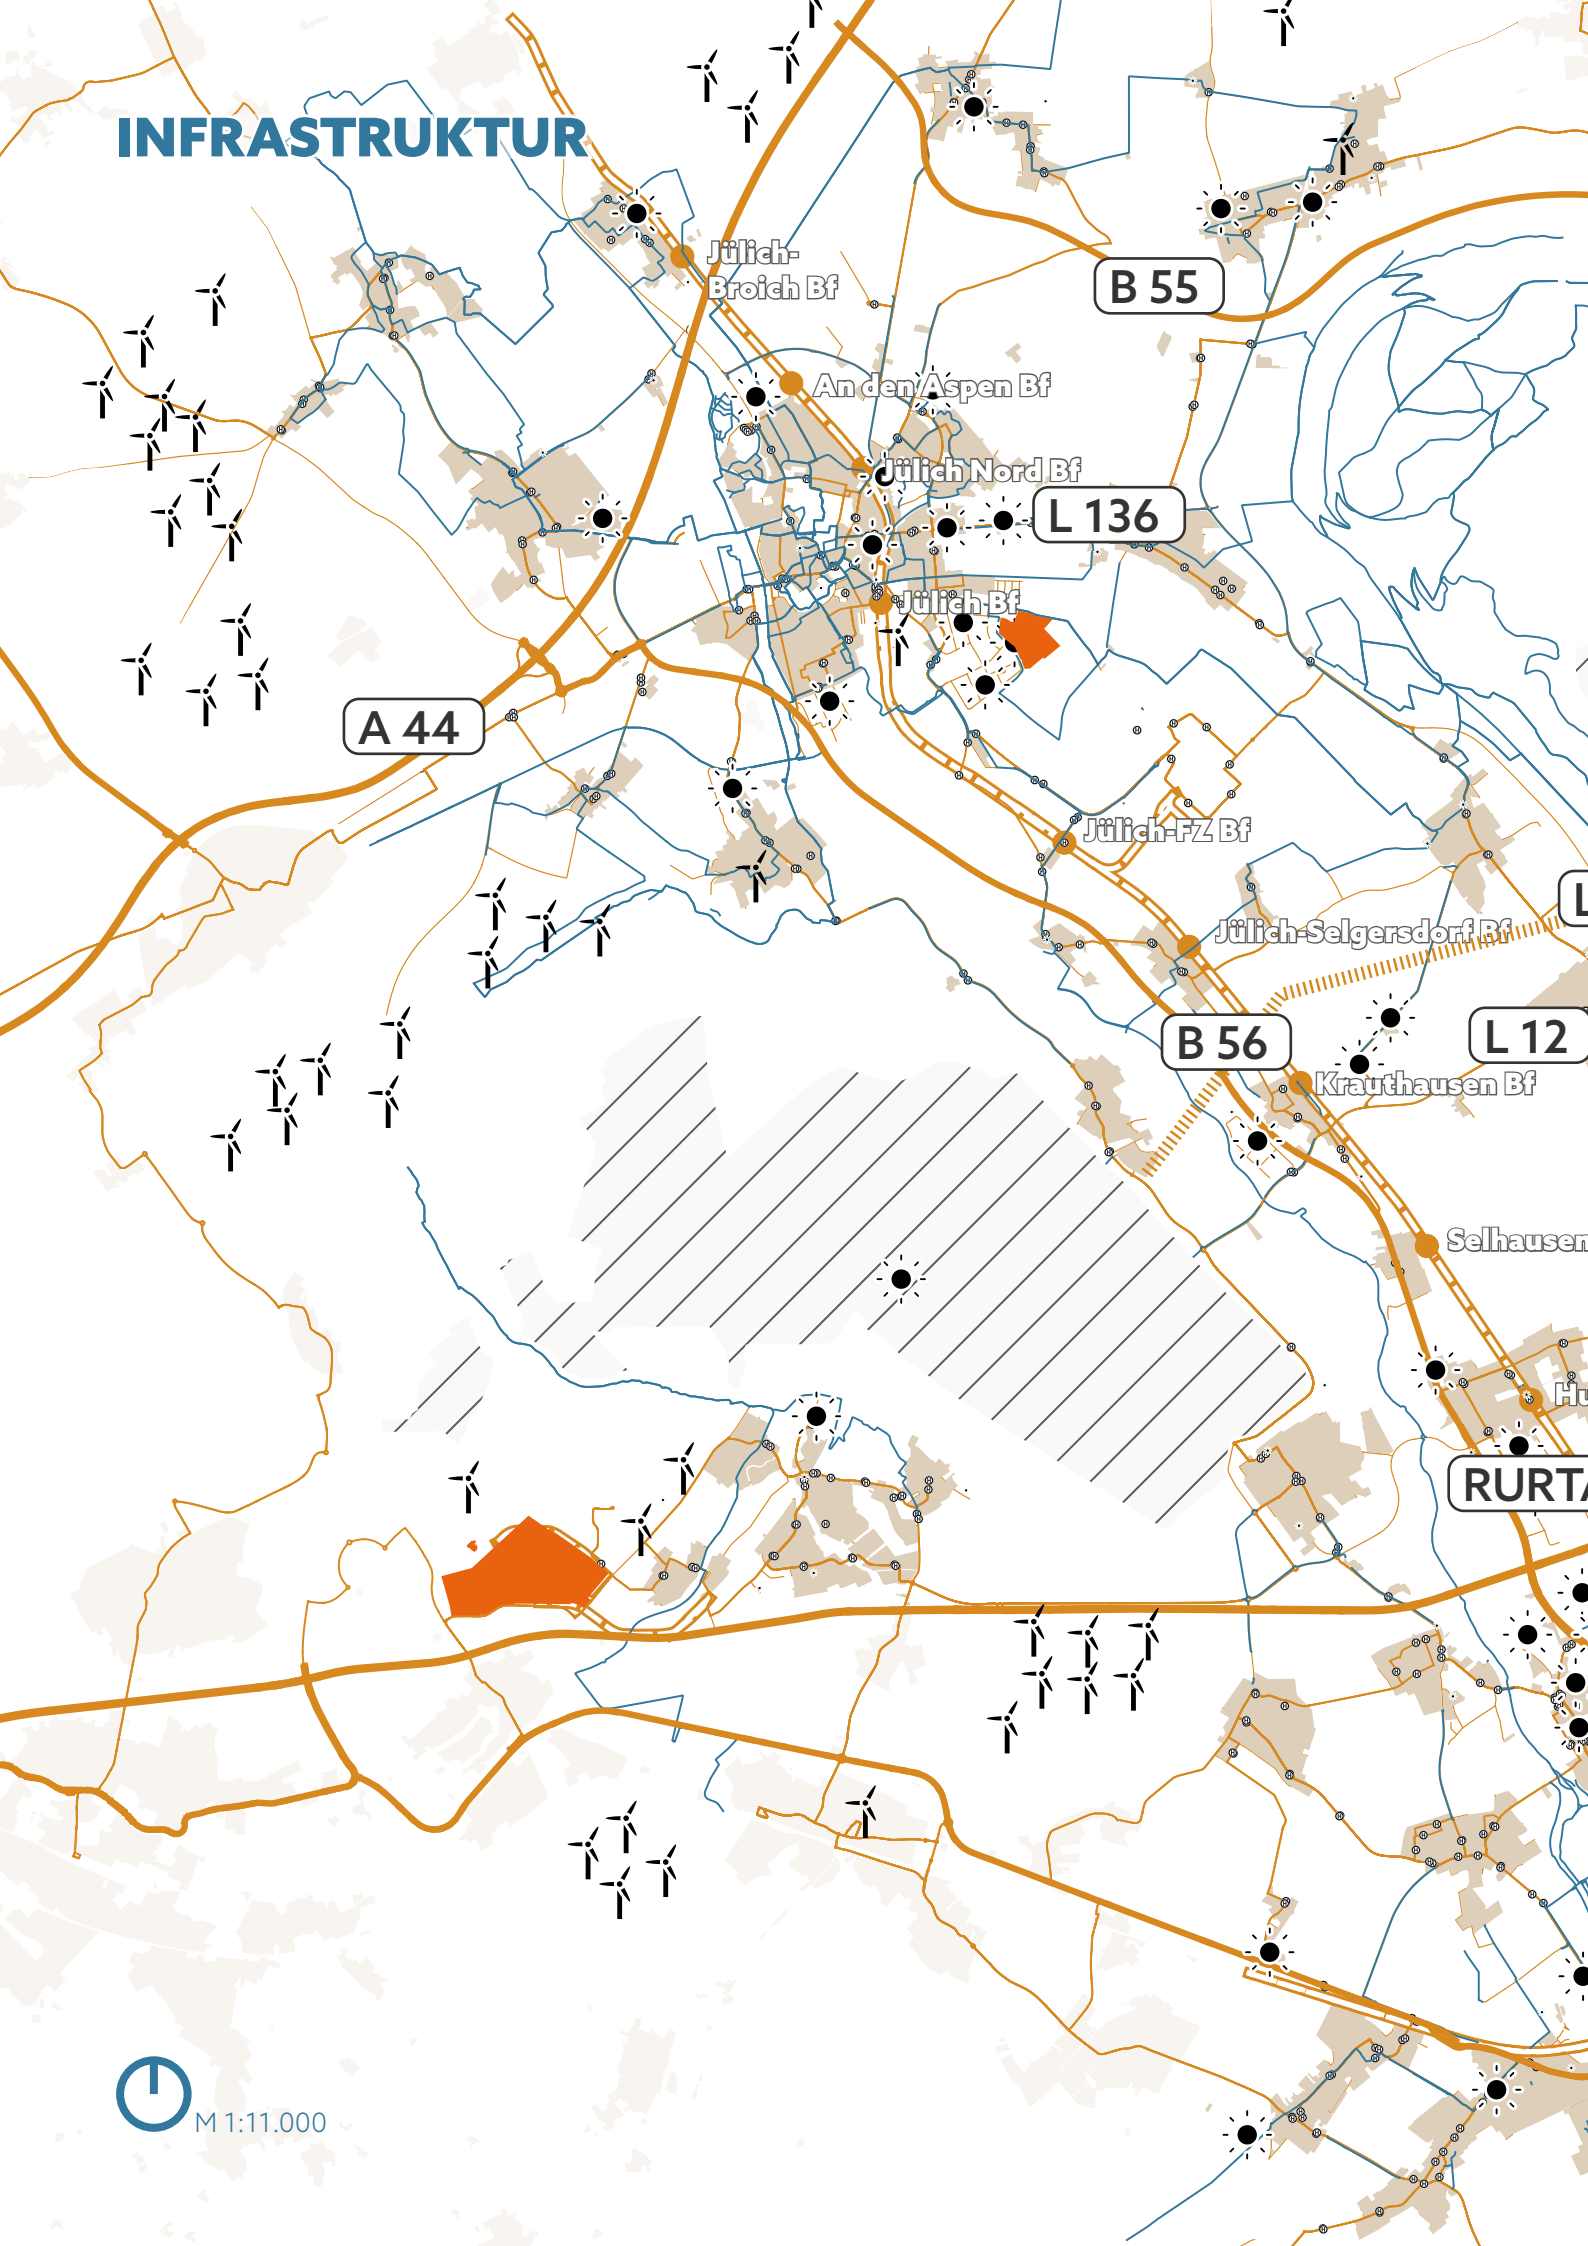 INFRASTRUKTUR
Jülich-
Broich Bf
B 55
An den Aspen Bf
Jülich Nord Bf
L 136
Jülich Bf
A 44
Jülich-FZ Bf
L
Jülich-Selgersdorf Bf
B 56
L 12
Krauthausen Bf
Selhausen
Hu
RURTA
M 1:11.000